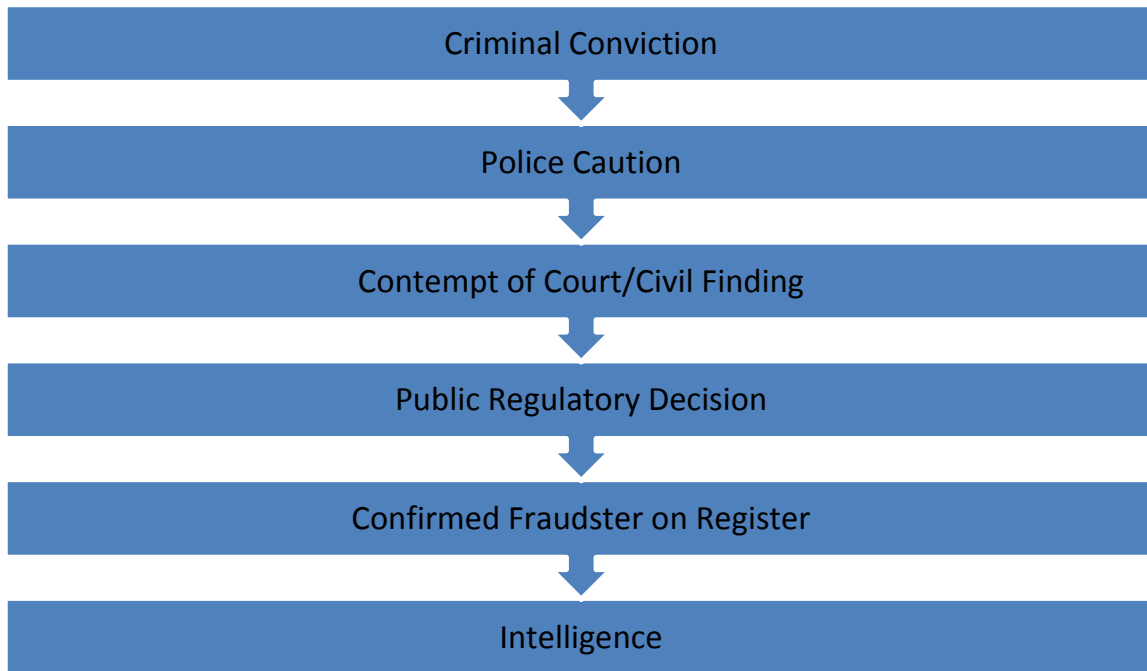 Criminal Conviction
Police Caution
Contempt of Court/Civil Finding
Public Regulatory Decision
Confirmed Fraudster on Register
Intelligence